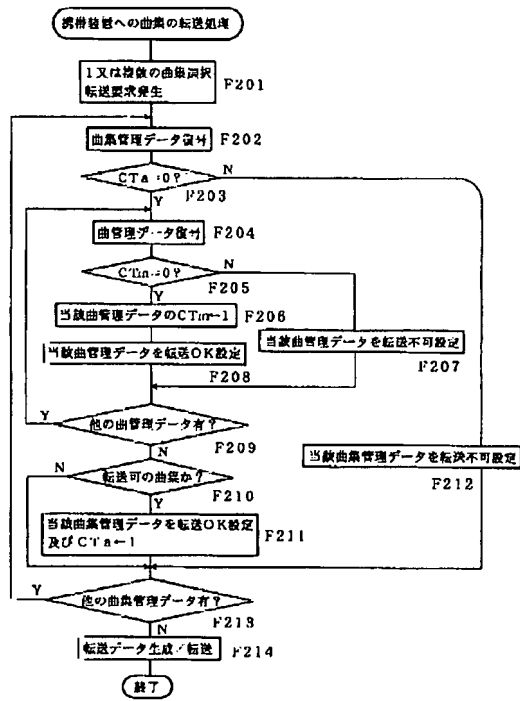 携帯装置への曲集の転送処理
1又は複数の曲集選択
転送要求発生
F201
曲集管理データ復号
F202
CTa=0?
N
Y
F203
曲管理データ復号
F204
CTm=0?
N
Y
F205
当該曲管理データのCTm←1
F206
当該曲管理データを転送不可設定
F207
当該曲管理データを転送OK設定
F208
Y
他の曲管理データ有?
N
F209
当該曲集管理データを転送不可設定
F212
N
転送可の曲集か?
Y
F210
当該曲集管理データを転送OK設定
及びCTa←1
F211
Y
他の曲集管理データ有?
N
F213
転送データ生成/転送
F214
終了